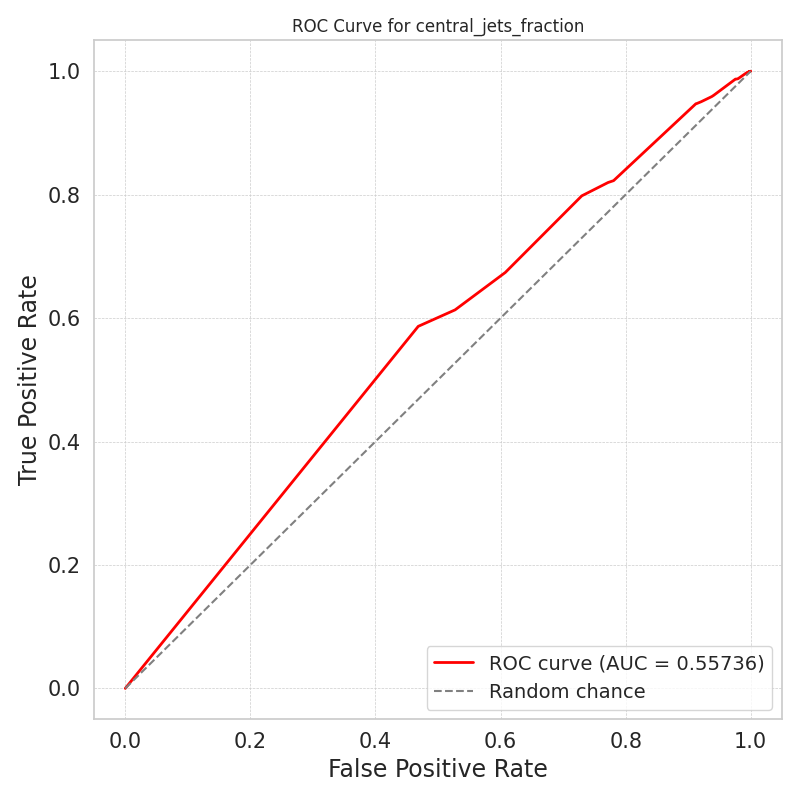 ROC Curve for central_jets_fraction
True Positive Rate
1.0
0.8
0.6
0.4
0.2
0.0
ROC curve (AUC = 0.55736)
Random chance
0.0 0.2 0.4 0.6 0.8 1.0
False Positive Rate